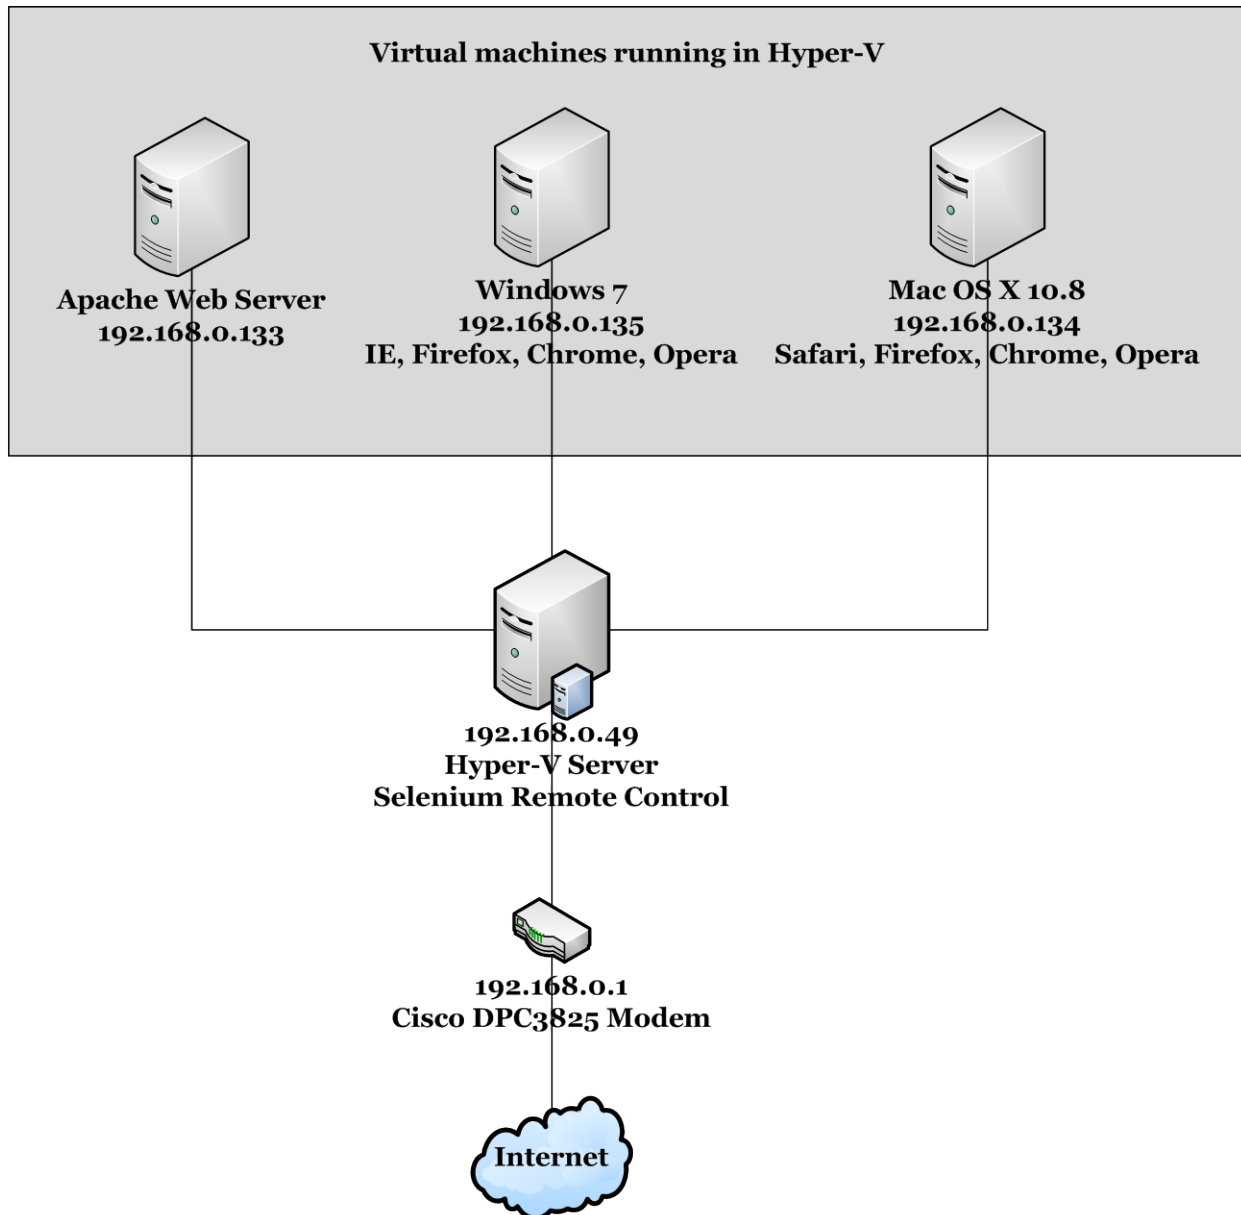 Virtual machines running in Hyper-V
Apache Web Server
192.168.0.133
Windows 7
192.168.0.135
IE, Firefox, Chrome, Opera
Mac OS X 10.8
192.168.0.134
Safari, Firefox, Chrome, Opera
192.168.0.49
Hyper-V Server
Selenium Remote Control
192.168.0.1
Cisco DPC3825 Modem
Internet